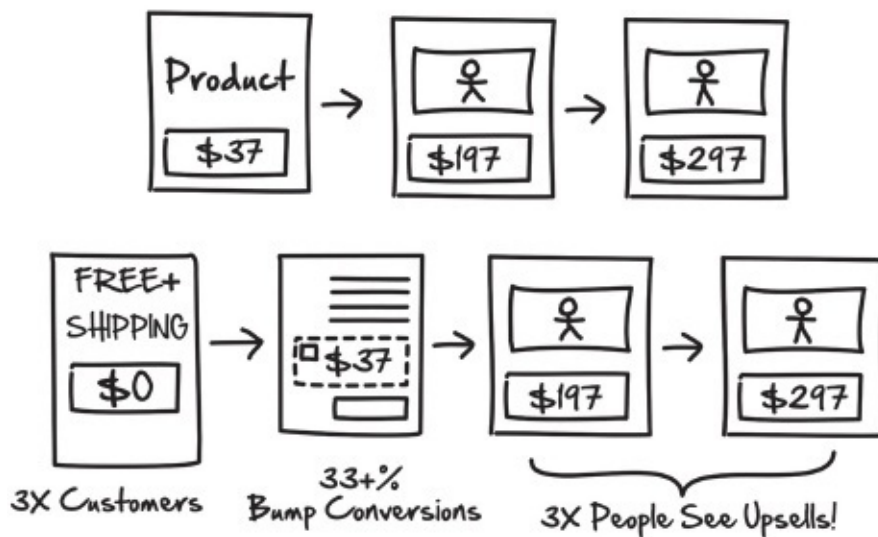 Product
$37
$197
$297
FREE+
SHIPPING
$0
$37
$197
$297
3X Customers
33+%
Bump Conversions
3X People See Upsells!